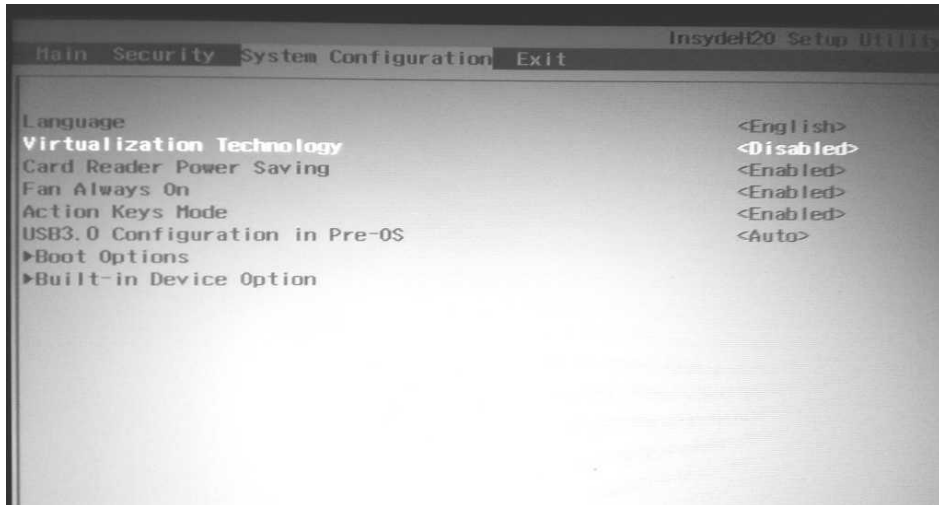 InsydeH20 Setup Utility
Main Security System Configuration Exit
Language <English>
Virtualization Technology <Disabled>
Card Reader Power Saving <Enabled>
Fan Always On <Enabled>
Action Keys Mode <Enabled>
USB3.0 Configuration in Pre-OS <Auto>
▶Boot Options
▶Built-in Device Option